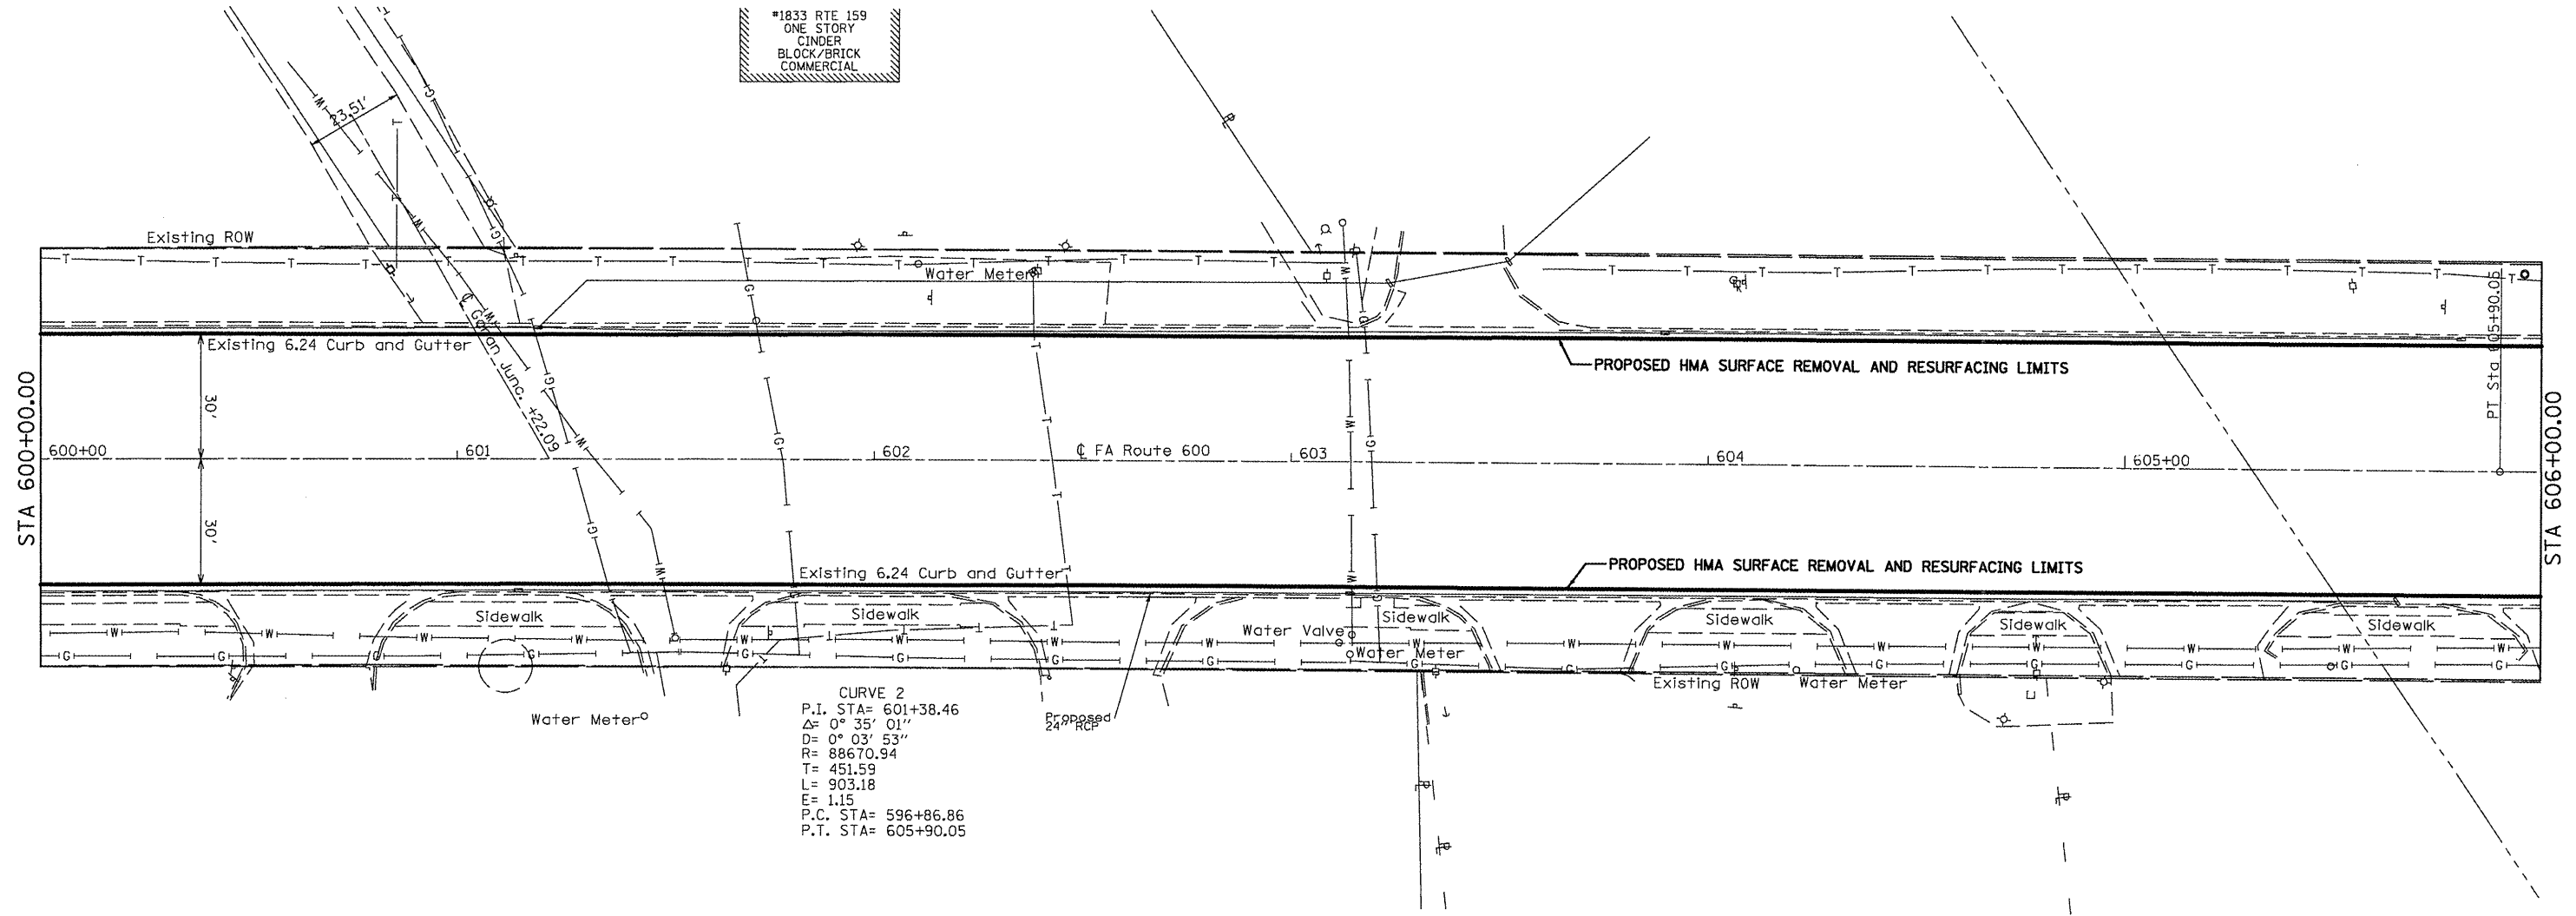 #1833 RTE 159
ONE STORY
CINDER
BLOCK/BRICK
COMMERCIAL
23.51'
Existing ROW
Water Meter
Existing 6.24 Curb and Gutter
Junc. +22.09
PROPOSED HMA SURFACE REMOVAL AND RESURFACING LIMITS
PT Sta 605+90.05
STA 600+00.00
30'
30'
600+00
601
602
℄ FA Route 600
603
604
605+00
STA 606+00.00
Existing 6.24 Curb and Gutter
PROPOSED HMA SURFACE REMOVAL AND RESURFACING LIMITS
Sidewalk
Sidewalk
Sidewalk
Sidewalk
Sidewalk
Sidewalk
Water Valve
Water Meter
Existing ROW
Water Meter
Water Meter
Proposed
24" RCP
CURVE 2
P.I. STA= 601+38.46
Δ= 0° 35' 01"
D= 0° 03' 53"
R= 88670.94
T= 451.59
L= 903.18
E= 1.15
P.C. STA= 596+86.86
P.T. STA= 605+90.05